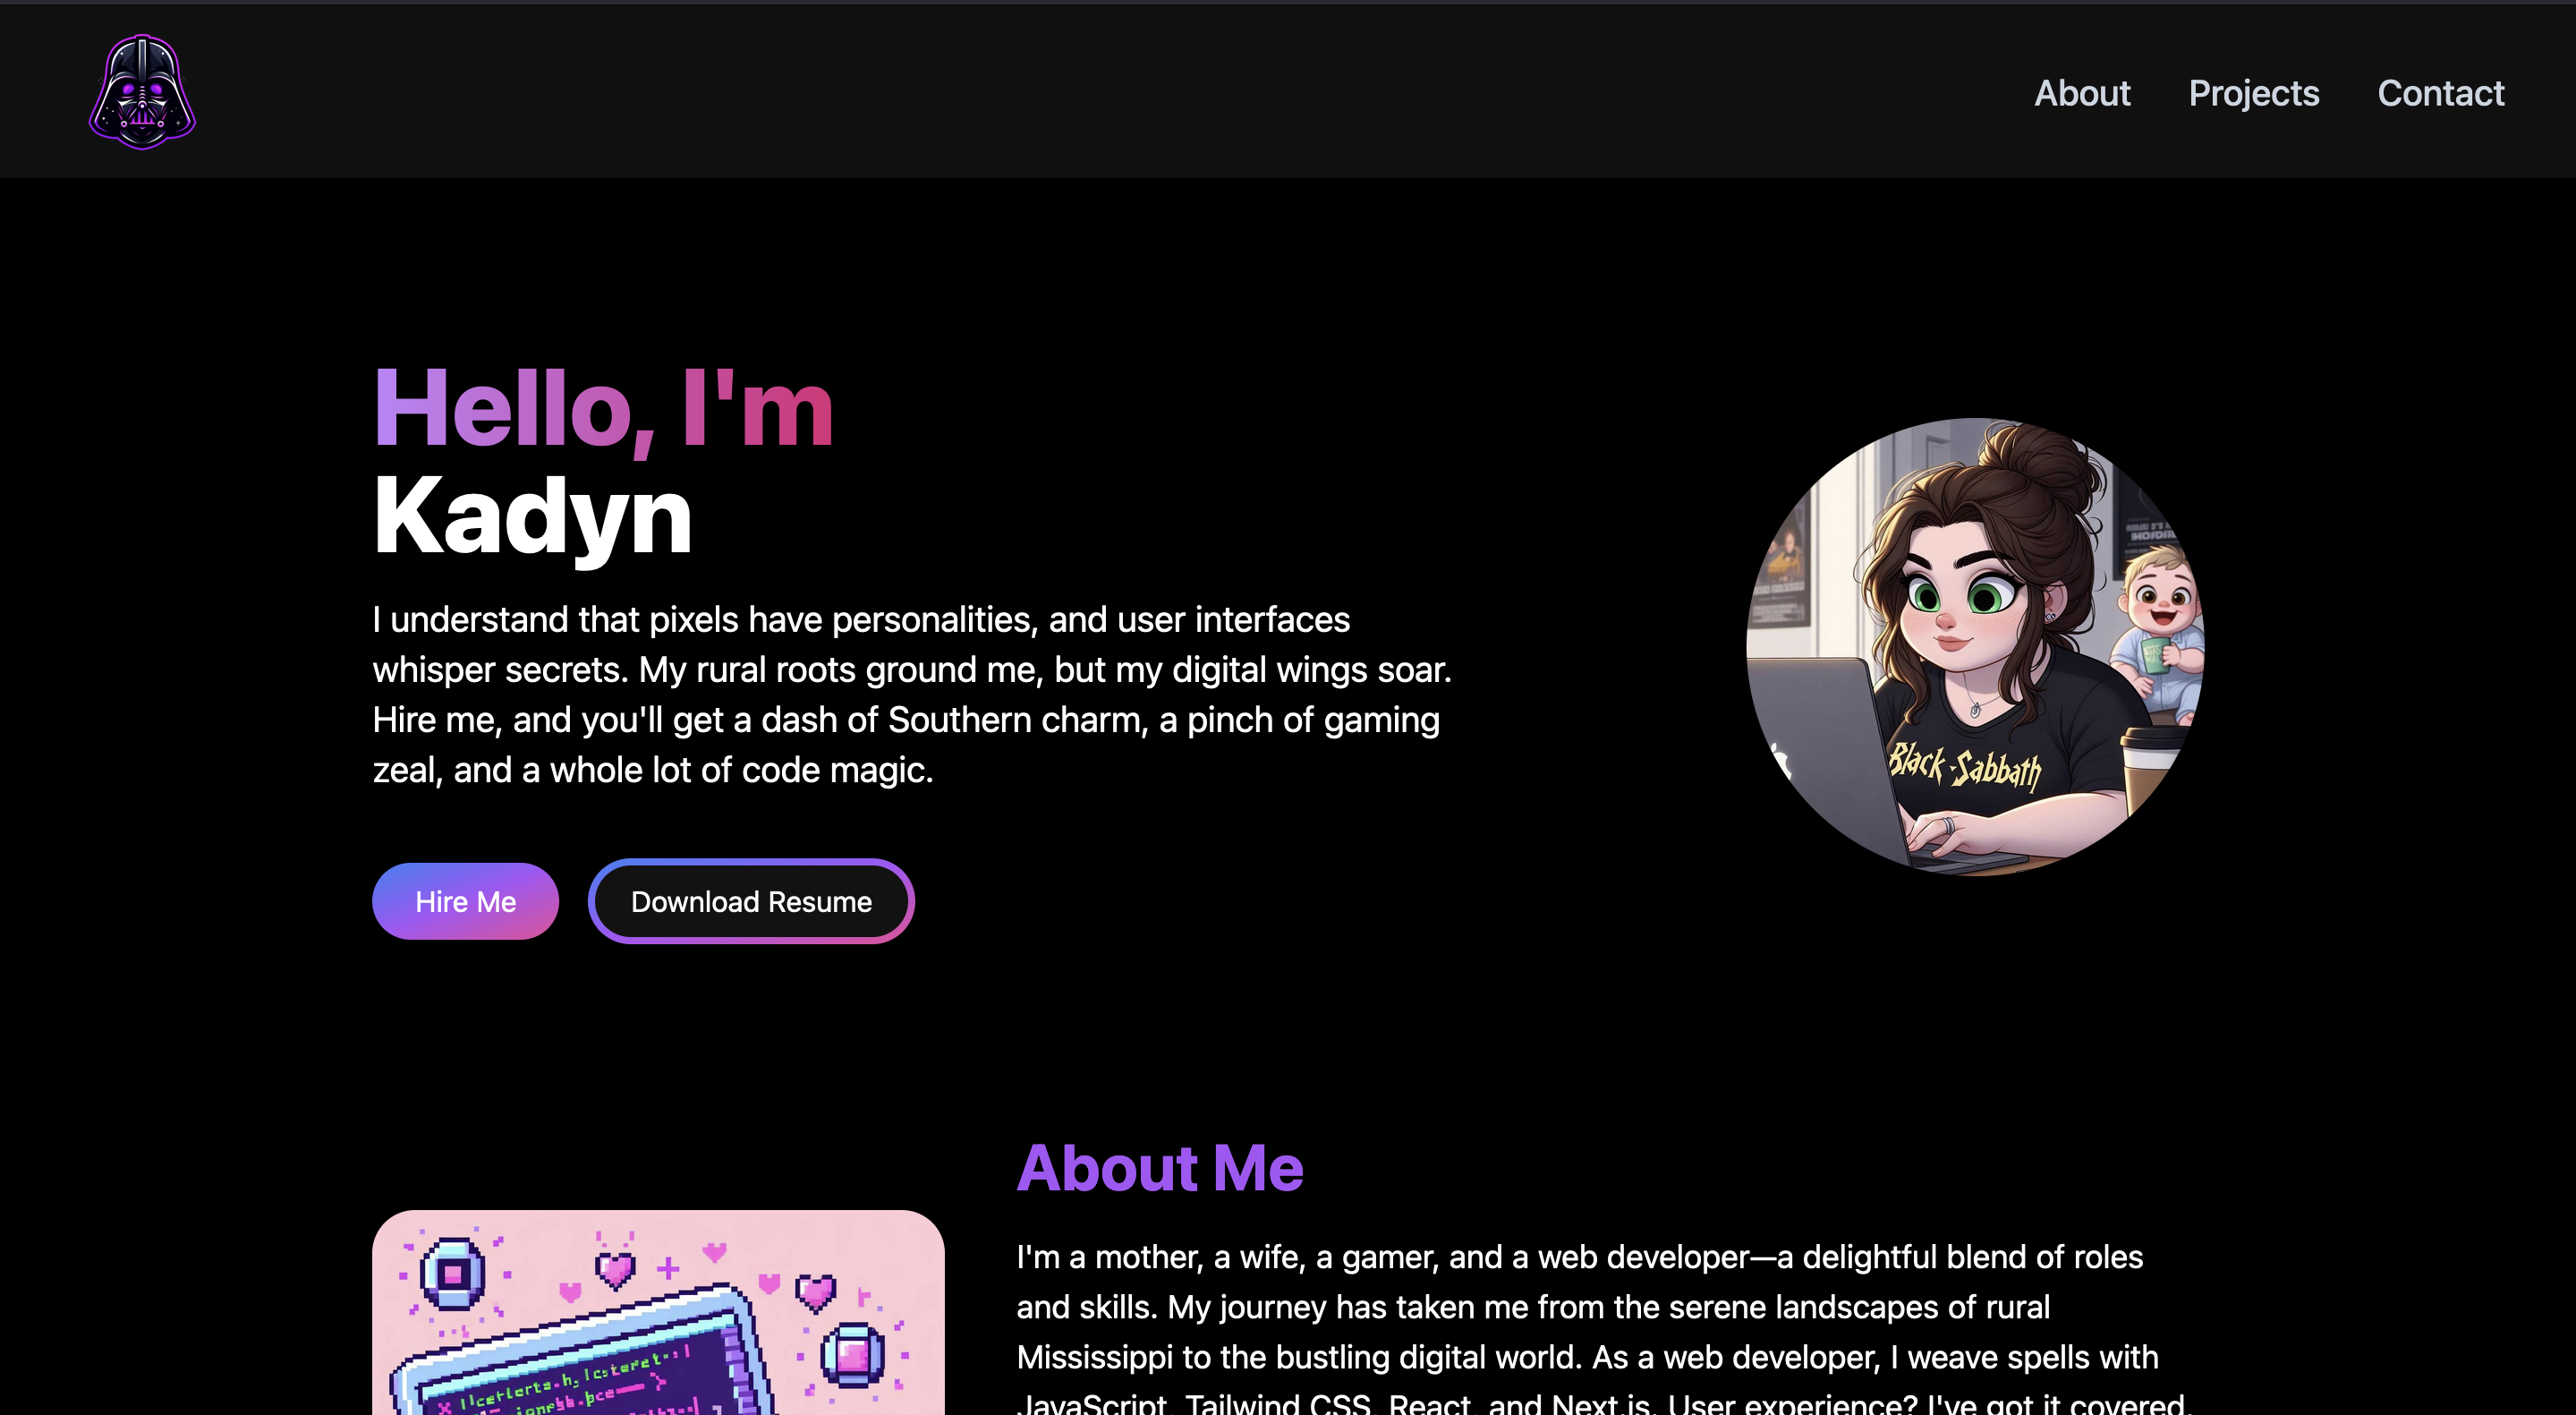 About Projects Contact
Hello, I'm
Kadyn
I understand that pixels have personalities, and user interfaces
whisper secrets. My rural roots ground me, but my digital wings soar.
Hire me, and you'll get a dash of Southern charm, a pinch of gaming
zeal, and a whole lot of code magic.
Black Sabbath
Hire Me
Download Resume
About Me
I'm a mother, a wife, a gamer, and a web developer—a delightful blend of roles
and skills. My journey has taken me from the serene landscapes of rural
Mississippi to the bustling digital world. As a web developer, I weave spells with
JavaScript, Tailwind CSS, React, and Next.js. User experience? I've got it covered.